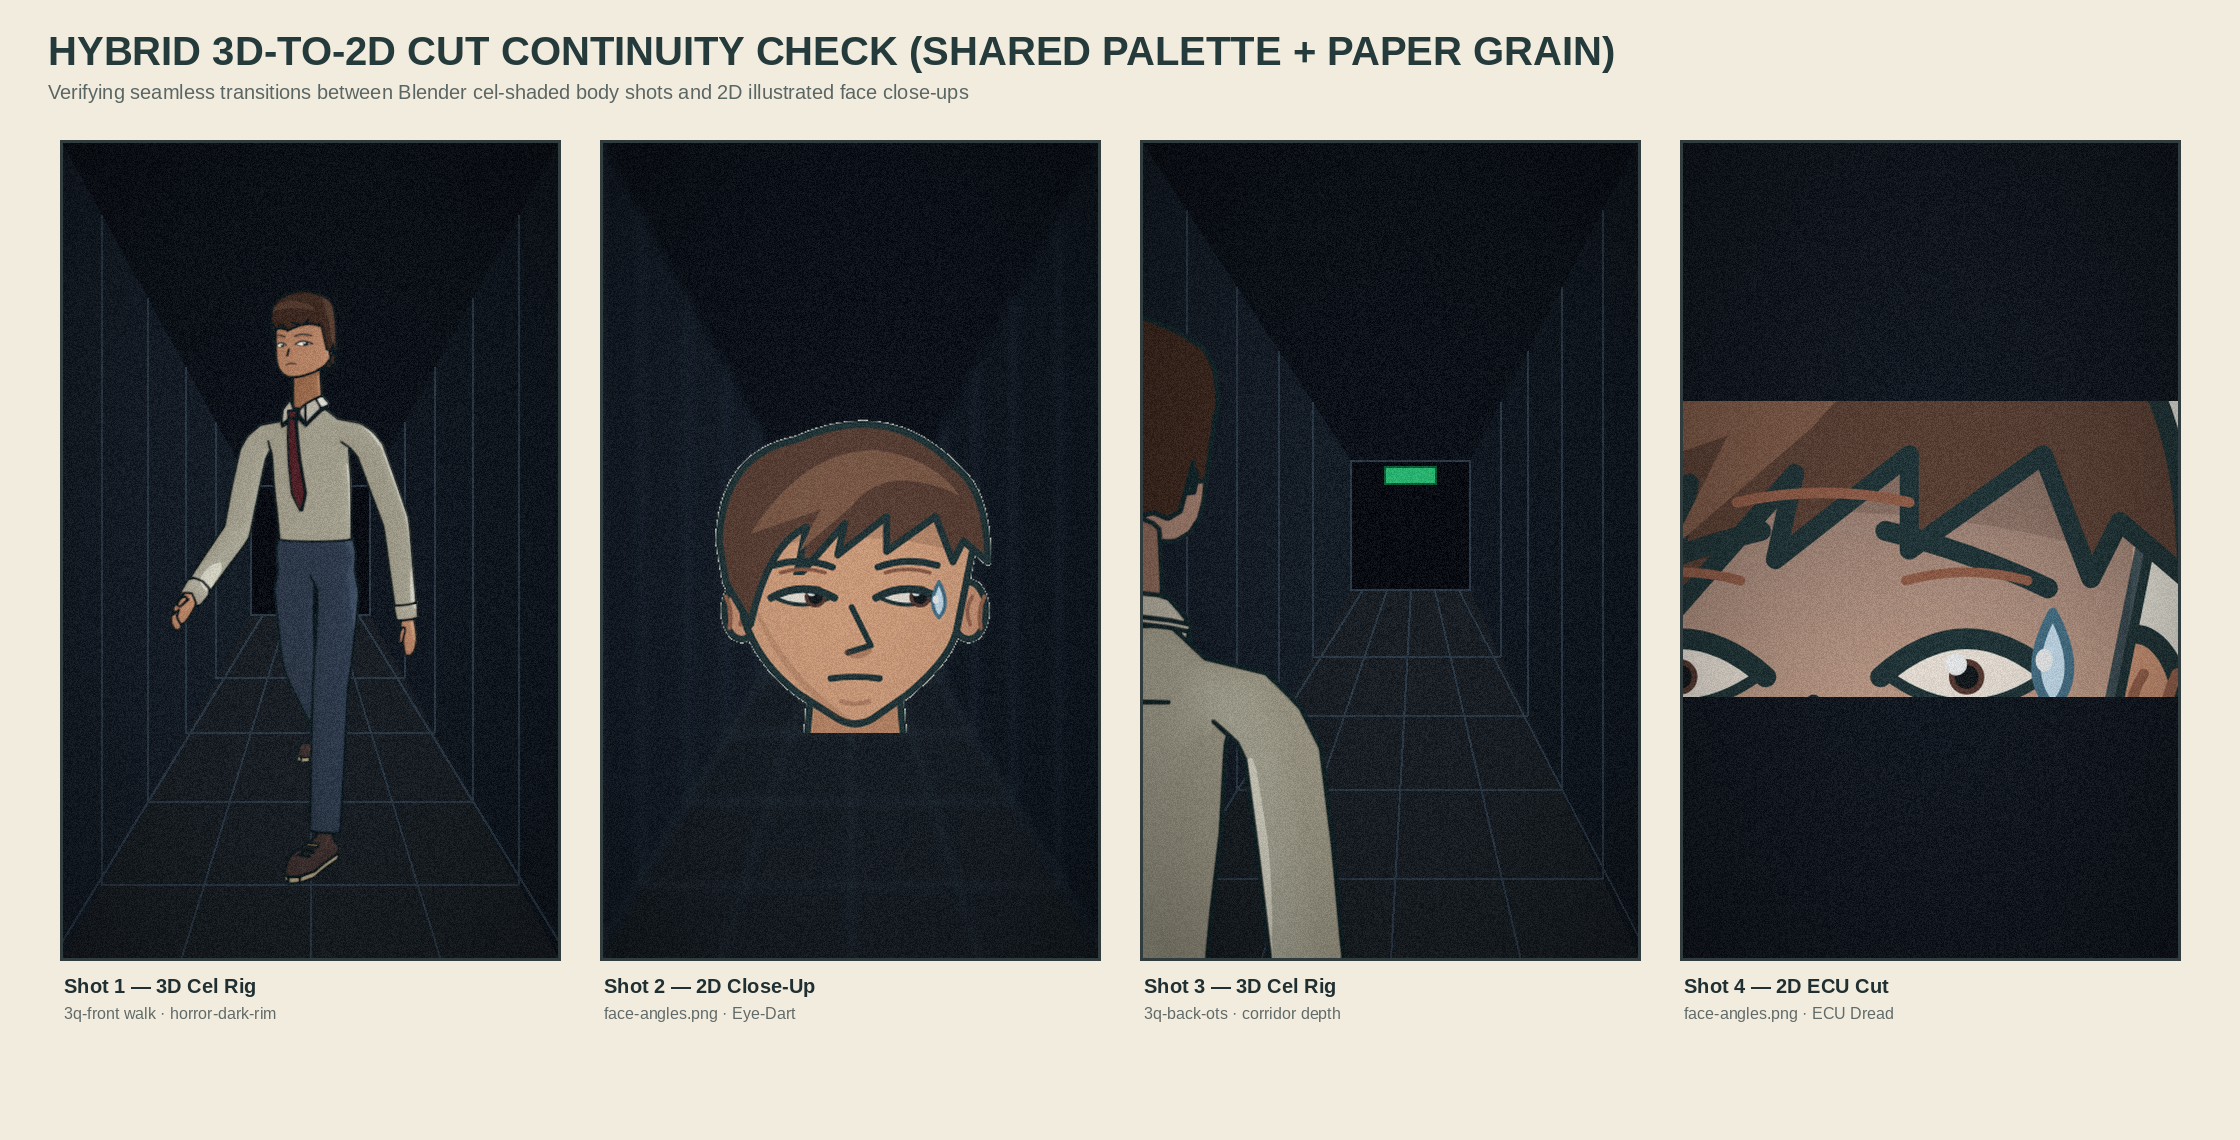 HYBRID 3D-TO-2D CUT CONTINUITY CHECK (SHARED PALETTE + PAPER GRAIN)
Verifying seamless transitions between Blender cel-shaded body shots and 2D illustrated face close-ups
Shot 1 — 3D Cel Rig
3q-front walk · horror-dark-rim
Shot 2 — 2D Close-Up
face-angles.png · Eye-Dart
Shot 3 — 3D Cel Rig
3q-back-ots · corridor depth
Shot 4 — 2D ECU Cut
face-angles.png · ECU Dread